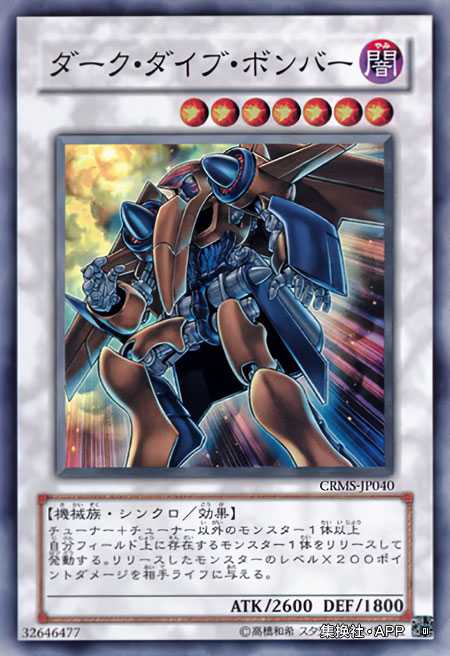 ダーク・ダイブ・ボンバー
闇
CRMS-JP040
【機械族・シンクロ/効果】
チューナー+チューナー以外のモンスター1体以上
自分フィールド上に存在するモンスター1体をリリースして
発動する。リリースしたモンスターのレベル×200ポイ
ントダメージを相手ライフに与える。
ATK/2600 DEF/1800
32646477 ©高橋和希 スタ 集英社・APP